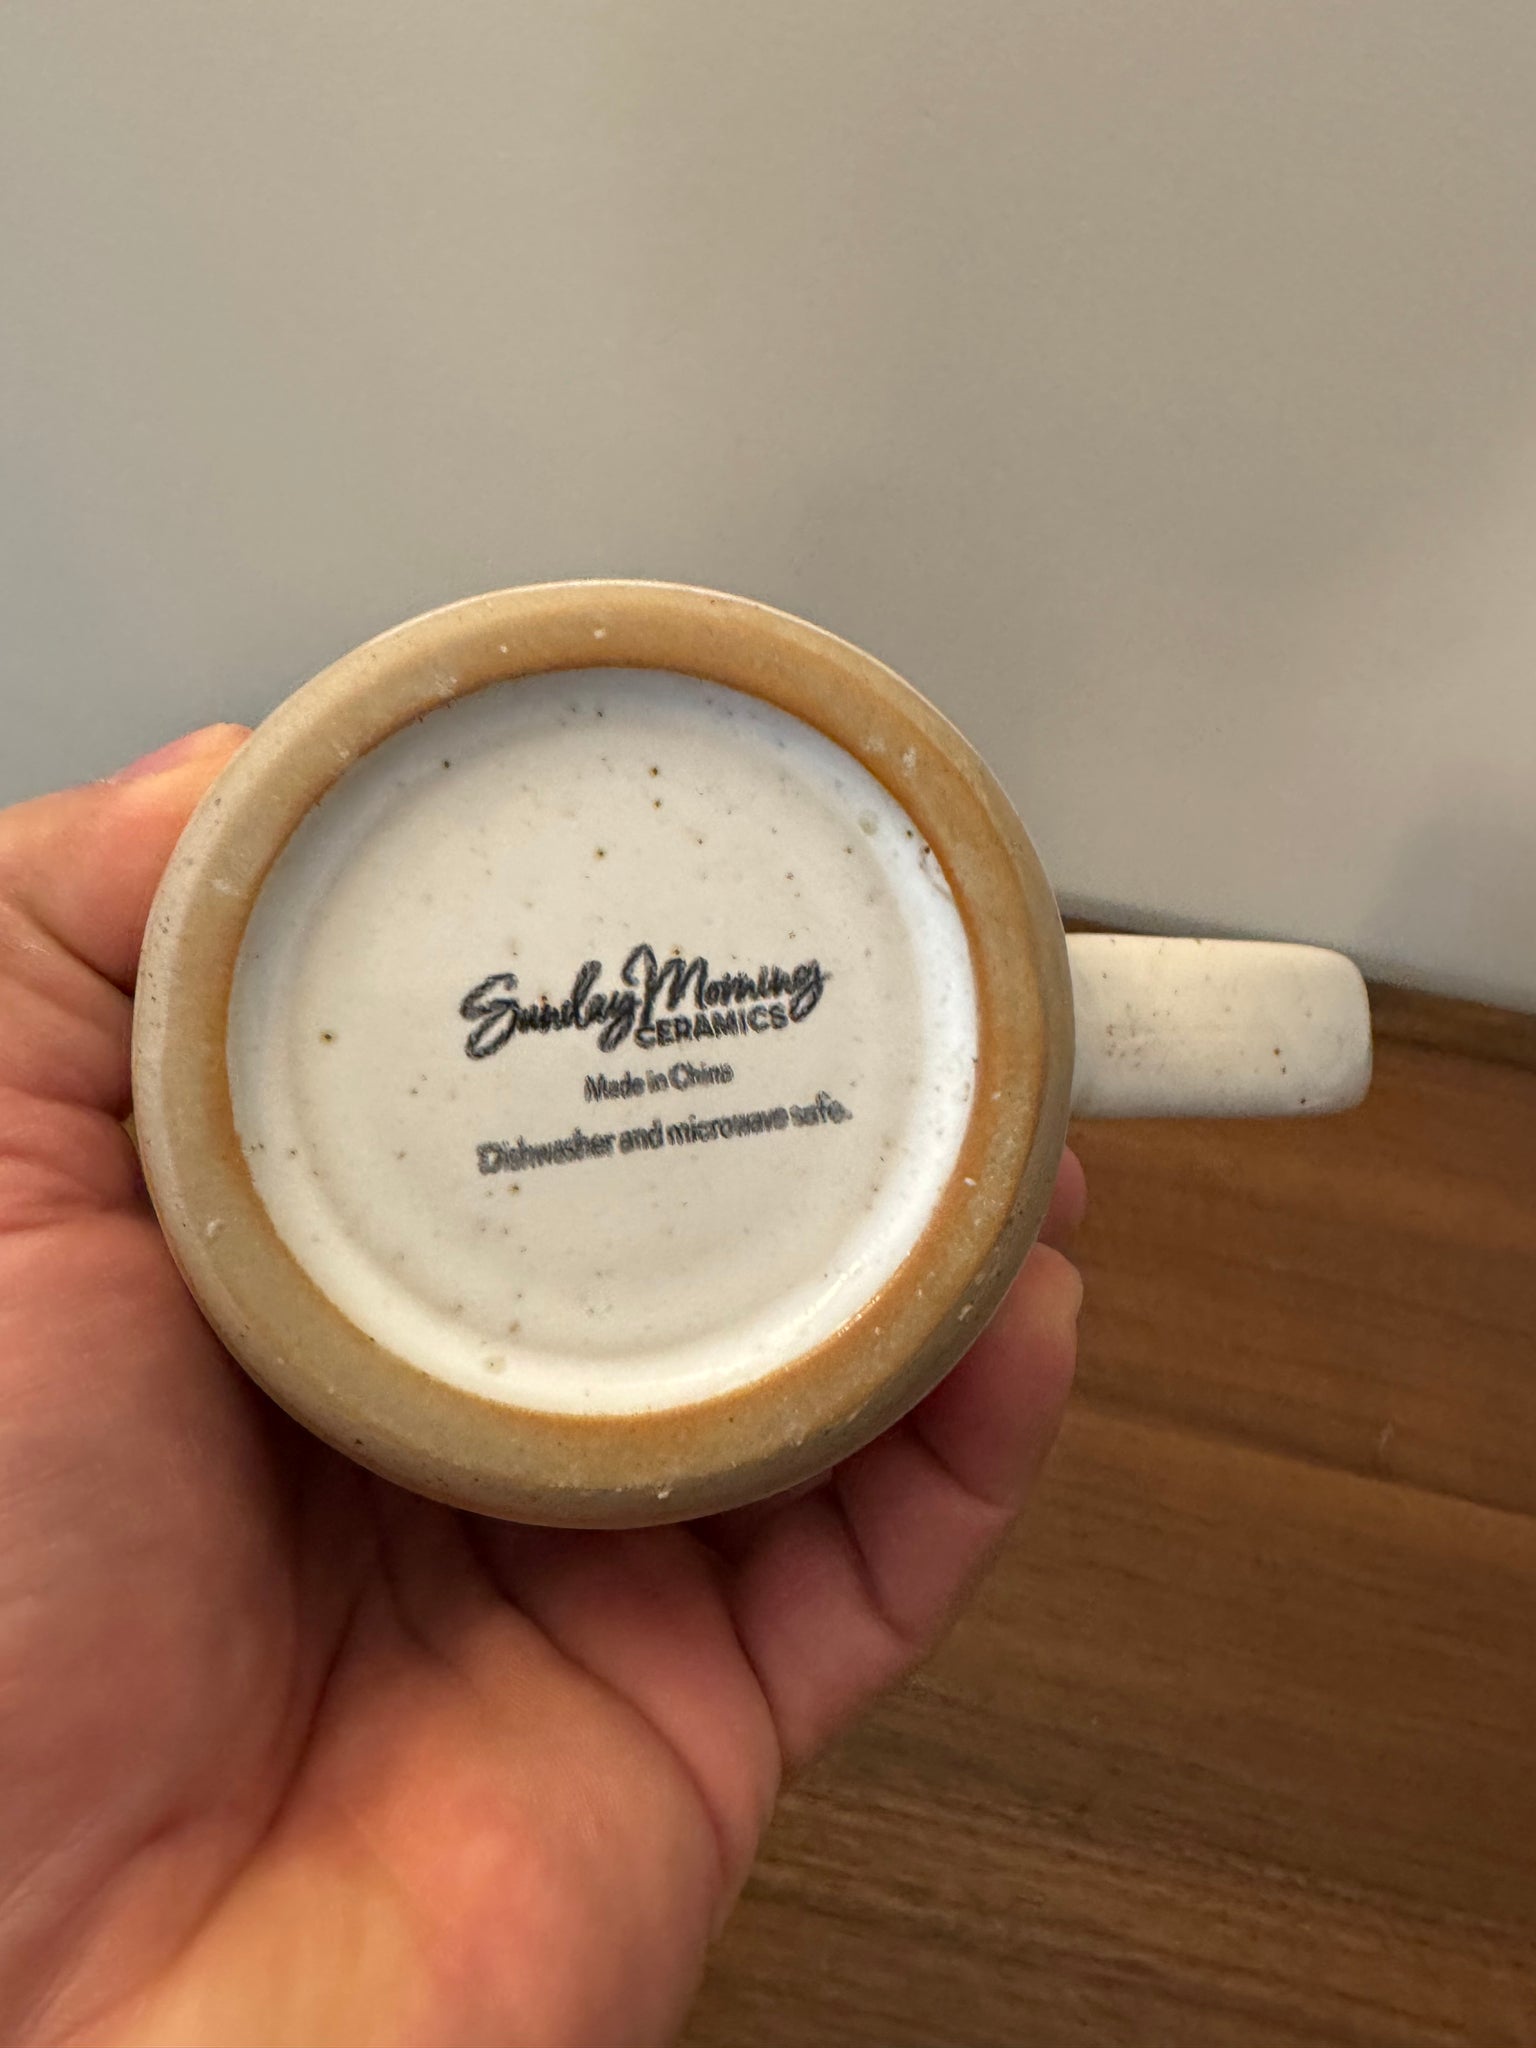 Sunday Morning
CERAMICS
Made in China
Dishwasher and microwave safe.